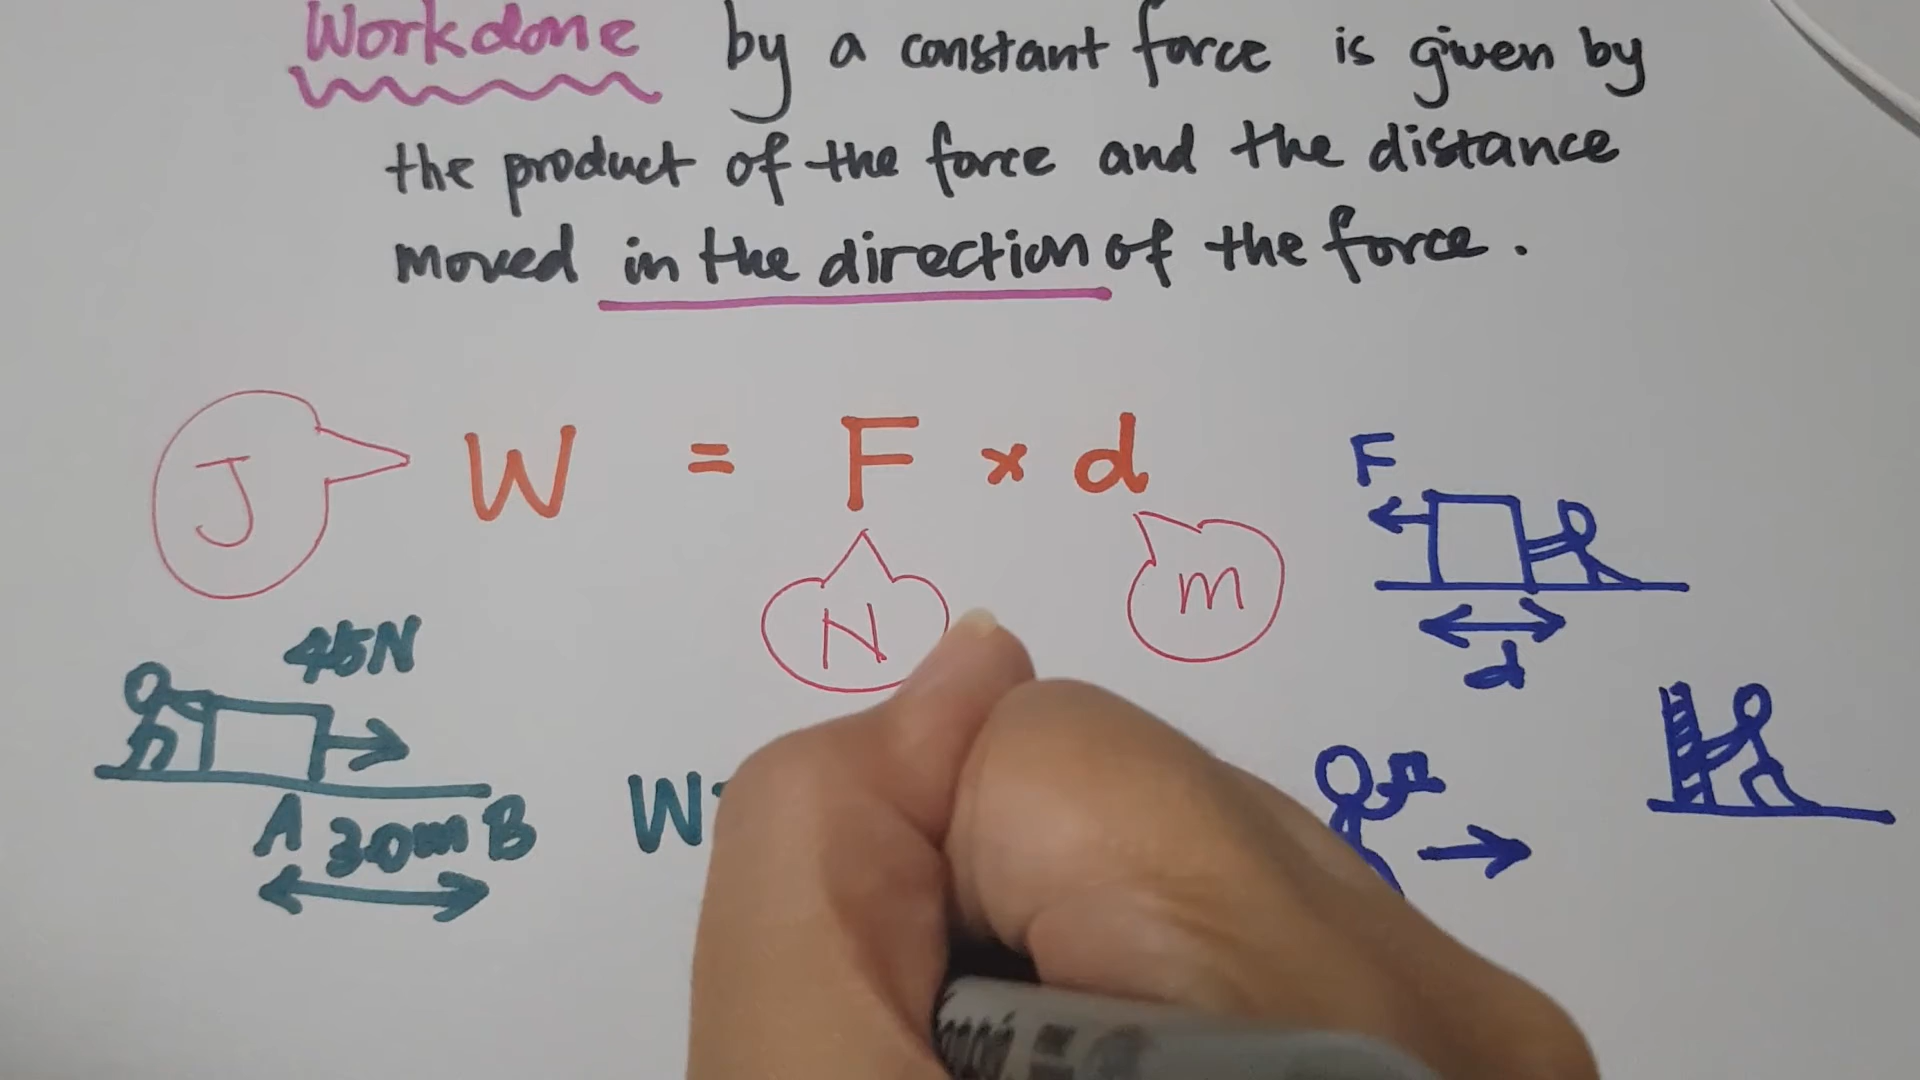 Workdone by a constant force is given by
the product of the force and the distance
moved in the direction of the force.
J W = F × d
F
N
m
d
45N
A 30m B
W=